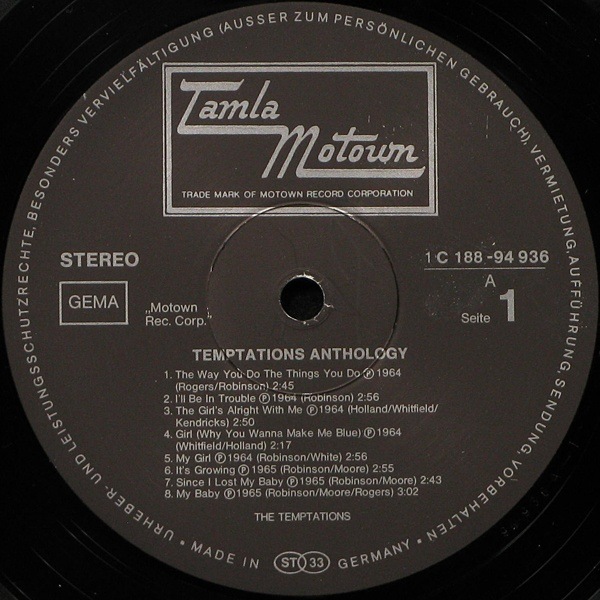 URHEBER- UND LEISTUNGSSCHUTZRECHTE, BESONDERS VERVIELFÄLTIGUNG (AUSSER ZUM PERSÖNLICHEN GEBRAUCH), VERMIETUNG, AUFFÜHRUNG, SENDUNG, VORBEHALTEN
Tamla
Motown
TRADE MARK OF MOTOWN RECORD CORPORATION
STEREO
1 C 188-94 936
GEMA
„Motown
Rec. Corp."
A
Seite 1
TEMPTATIONS ANTHOLOGY
1. The Way You Do The Things You Do Ⓟ 1964
(Rogers/Robinson) 2:45
2. I'll Be In Trouble Ⓟ 1964 (Robinson) 2:56
3. The Girl's Alright With Me Ⓟ 1964 (Holland/Whitfield/
Kendricks) 2:50
4. Girl (Why You Wanna Make Me Blue) Ⓟ 1964
(Whitfield/Holland) 2:17
5. My Girl Ⓟ 1964 (Robinson/White) 2:56
6. It's Growing Ⓟ 1965 (Robinson/Moore) 2:55
7. Since I Lost My Baby Ⓟ 1965 (Robinson/Moore) 2:43
8. My Baby Ⓟ 1965 (Robinson/Moore/Rogers) 3:02
THE TEMPTATIONS
• MADE IN ST 33 GERMANY •